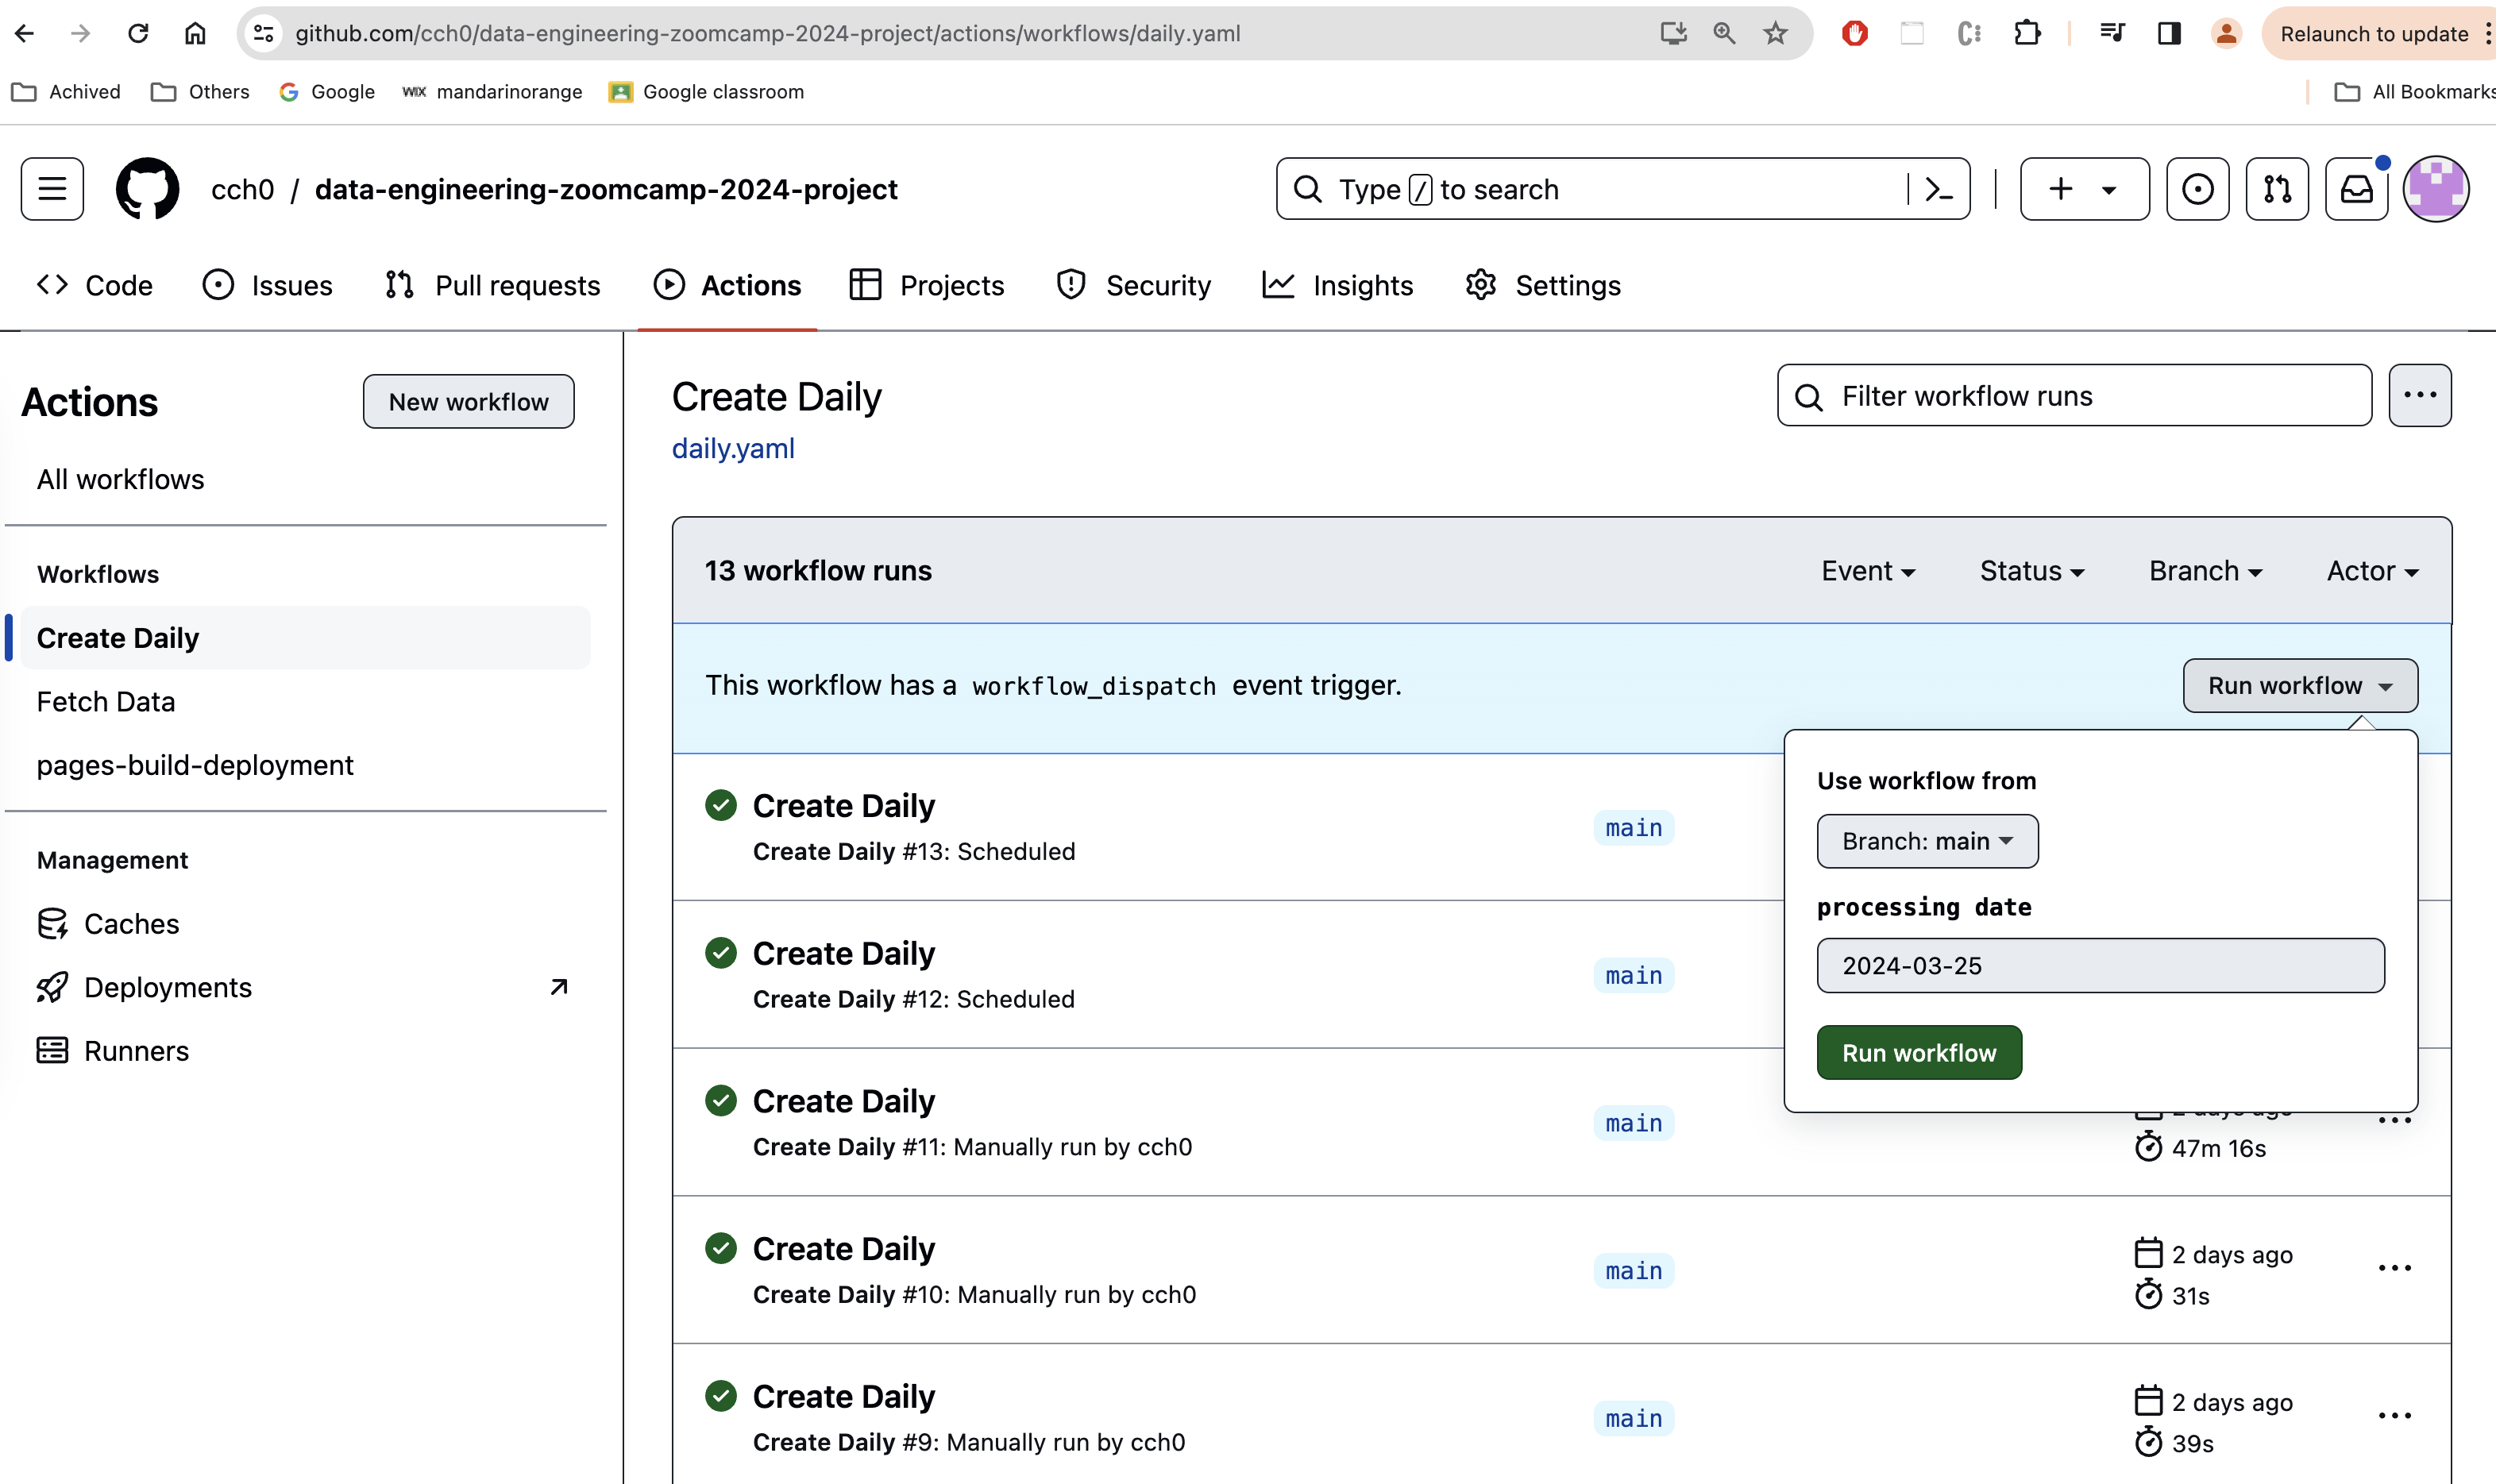 github.com/cch0/data-engineering-zoomcamp-2024-project/actions/workflows/daily.yaml
Relaunch to update
Achived
Others
Google
WIX mandarinorange
Google classroom
All Bookmarks
cch0 / data-engineering-zoomcamp-2024-project
Type / to search
Code
Issues
Pull requests
Actions
Projects
Security
Insights
Settings
Actions
New workflow
All workflows
Workflows
Create Daily
Fetch Data
pages-build-deployment
Management
Caches
Deployments
Runners
Create Daily
daily.yaml
Filter workflow runs
13 workflow runs
Event
Status
Branch
Actor
This workflow has a workflow_dispatch event trigger.
Run workflow
Use workflow from
Branch: main
processing date
2024-03-25
Run workflow
Create Daily
Create Daily #13: Scheduled
main
Create Daily
Create Daily #12: Scheduled
main
Create Daily
Create Daily #11: Manually run by cch0
main
2 days ago
47m 16s
Create Daily
Create Daily #10: Manually run by cch0
main
2 days ago
31s
Create Daily
Create Daily #9: Manually run by cch0
main
2 days ago
39s